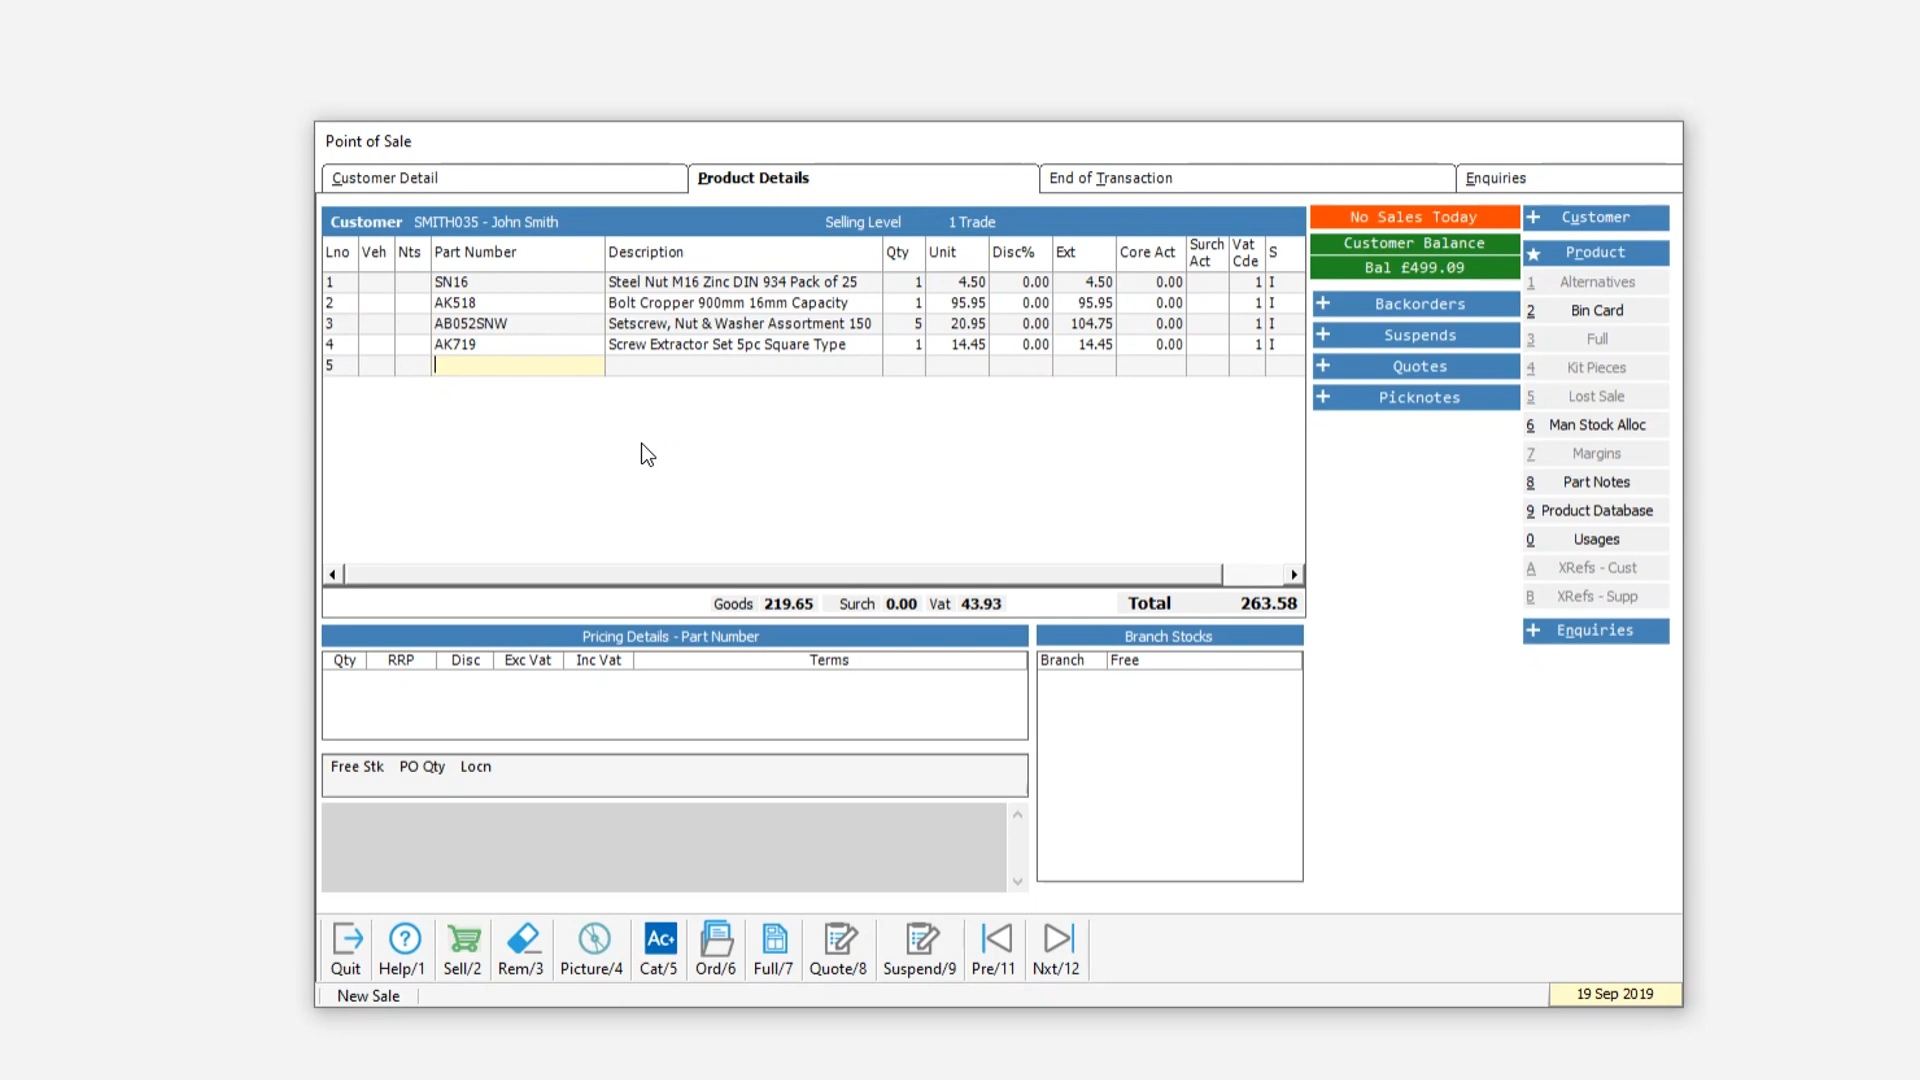 Point of Sale
Customer Detail
Product Details
End of Transaction
Enquiries
Customer SMITH035 - John Smith Selling Level 1 Trade
Lno Veh Nts Part Number Description Qty Unit Disc% Ext Core Act Surch Act Vat Cde S
1 SN16 Steel Nut M16 Zinc DIN 934 Pack of 25 1 4.50 0.00 4.50 0.00 1 I
2 AK518 Bolt Cropper 900mm 16mm Capacity 1 95.95 0.00 95.95 0.00 1 I
3 AB052SNW Setscrew, Nut & Washer Assortment 150 5 20.95 0.00 104.75 0.00 1 I
4 AK719 Screw Extractor Set 5pc Square Type 1 14.45 0.00 14.45 0.00 1 I
5
Goods 219.65 Surch 0.00 Vat 43.93 Total 263.58
No Sales Today
Customer Balance
Bal £499.09
+ Backorders
+ Suspends
+ Quotes
+ Picknotes
+ Customer
★ Product
1 Alternatives
2 Bin Card
3 Full
4 Kit Pieces
5 Lost Sale
6 Man Stock Alloc
7 Margins
8 Part Notes
9 Product Database
0 Usages
A XRefs - Cust
B XRefs - Supp
+ Enquiries
Pricing Details - Part Number
Qty RRP Disc Exc Vat Inc Vat Terms
Branch Stocks
Branch Free
Free Stk PO Qty Locn
Ac+
Quit Help/1 Sell/2 Rem/3 Picture/4 Cat/5 Ord/6 Full/7 Quote/8 Suspend/9 Pre/11 Nxt/12
New Sale
19 Sep 2019